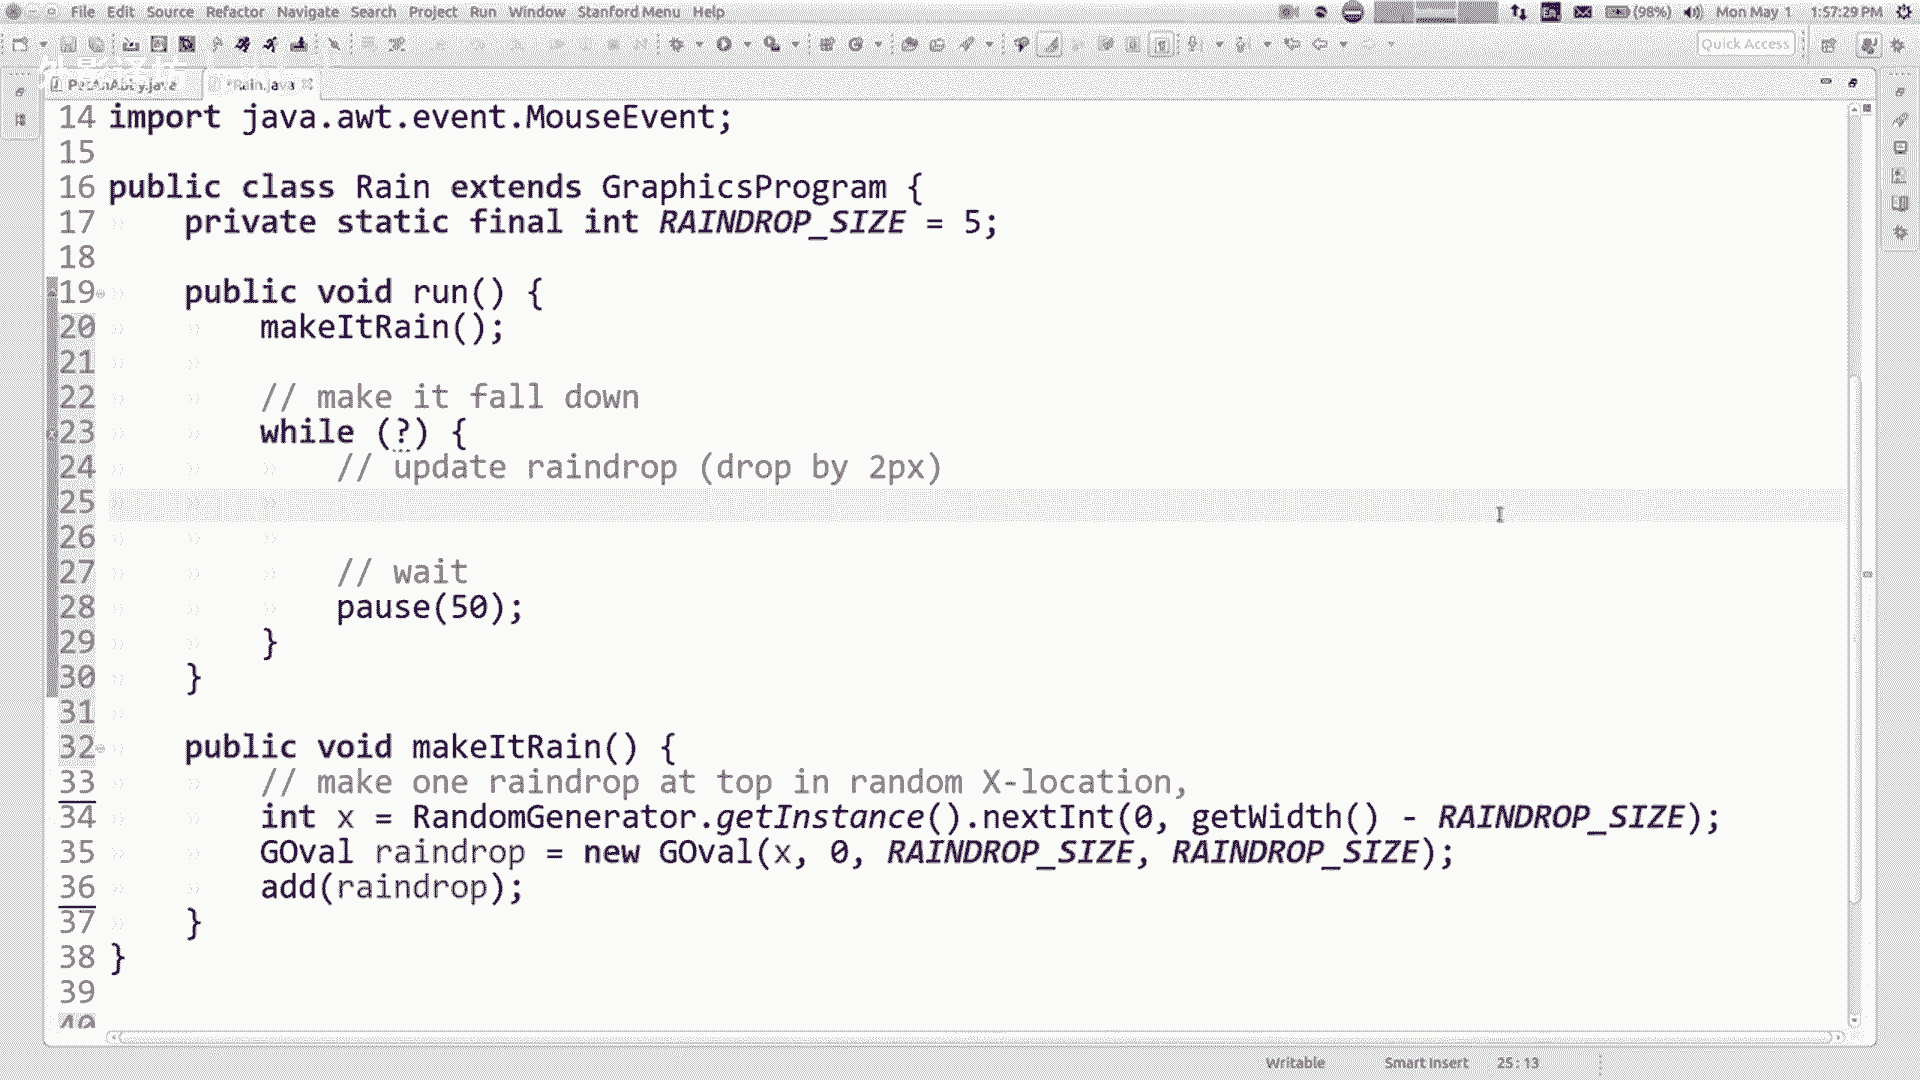 File Edit Source Refactor Navigate Search Project Run Window Stanford Menu Help (98%) Mon May 1 1:57:29 PM
Quick Access
*Rain.java
14 import java.awt.event.MouseEvent;
15
16 public class Rain extends GraphicsProgram {
17 private static final int RAINDROP_SIZE = 5;
18
19 public void run() {
20 makeItRain();
21
22 // make it fall down
23 while (?) {
24 // update raindrop (drop by 2px)
25
26
27 // wait
28 pause(50);
29 }
30 }
31
32 public void makeItRain() {
33 // make one raindrop at top in random X-location,
34 int x = RandomGenerator.getInstance().nextInt(0, getWidth() - RAINDROP_SIZE);
35 GOval raindrop = new GOval(x, 0, RAINDROP_SIZE, RAINDROP_SIZE);
36 add(raindrop);
37 }
38 }
39
40
Writable Smart Insert 25:13